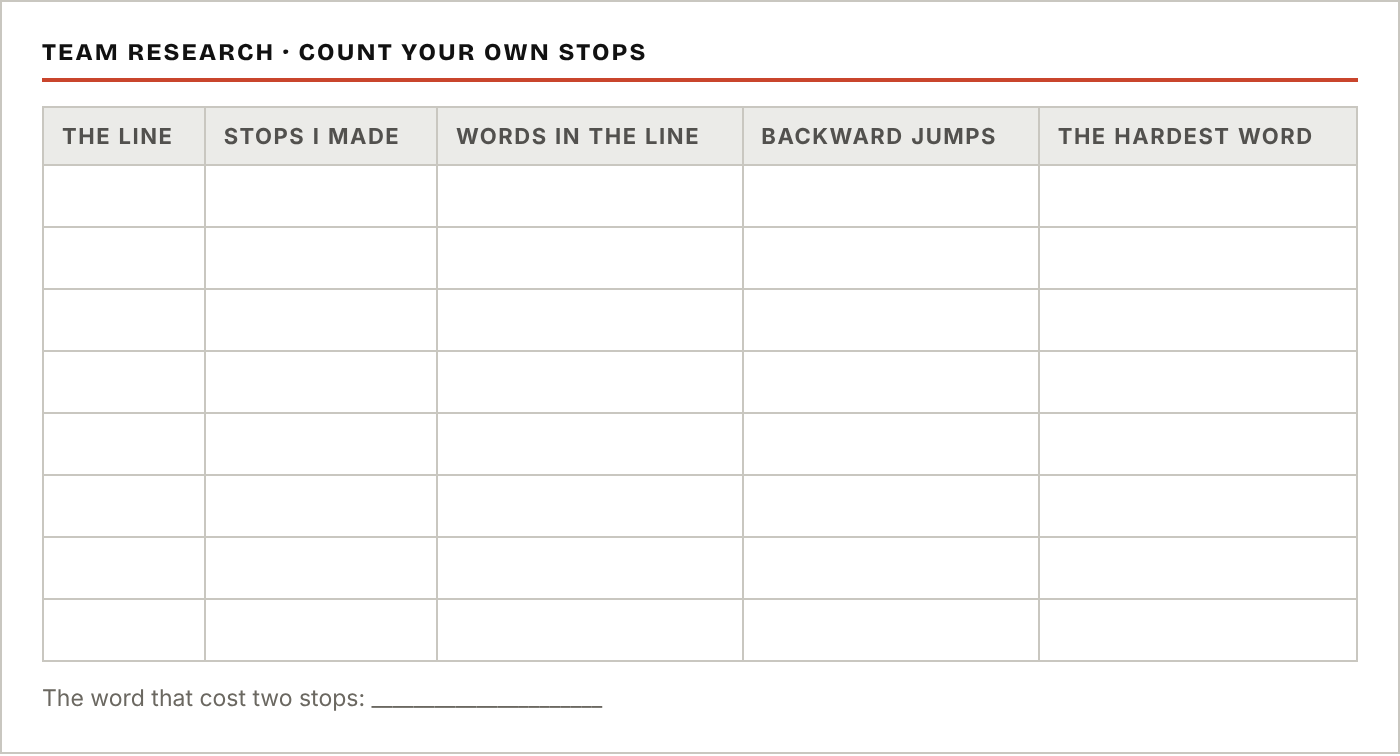 TEAM RESEARCH · COUNT YOUR OWN STOPS
THE LINE STOPS I MADE WORDS IN THE LINE BACKWARD JUMPS THE HARDEST WORD
The word that cost two stops: ____________________